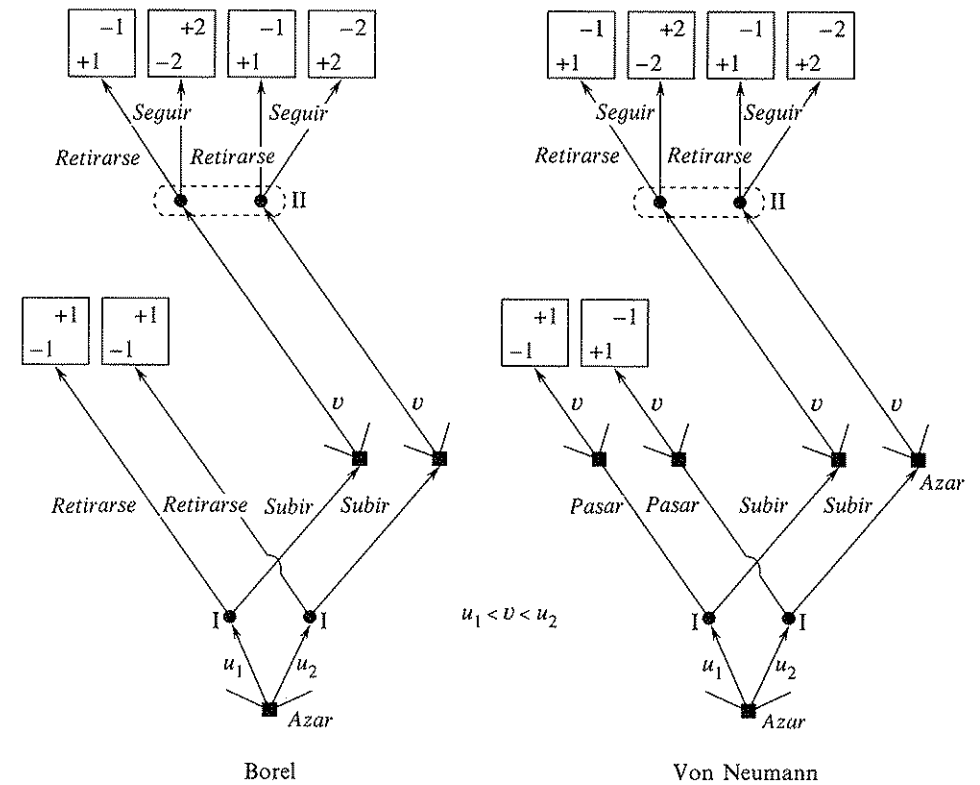 −1 +2 −1 −2 −1 +2 −1 −2
+1 −2 +1 +2 +1 −2 +1 +2
Seguir Seguir Seguir Seguir
Retirarse Retirarse Retirarse Retirarse
II II
+1 +1 +1 −1
−1 −1 −1 +1
v v v v v v
Azar
Retirarse Retirarse Subir Subir Pasar Pasar Subir Subir
I I u₁ < v < u₂ I I
u₁ u₂ u₁ u₂
Azar Azar
Borel Von Neumann